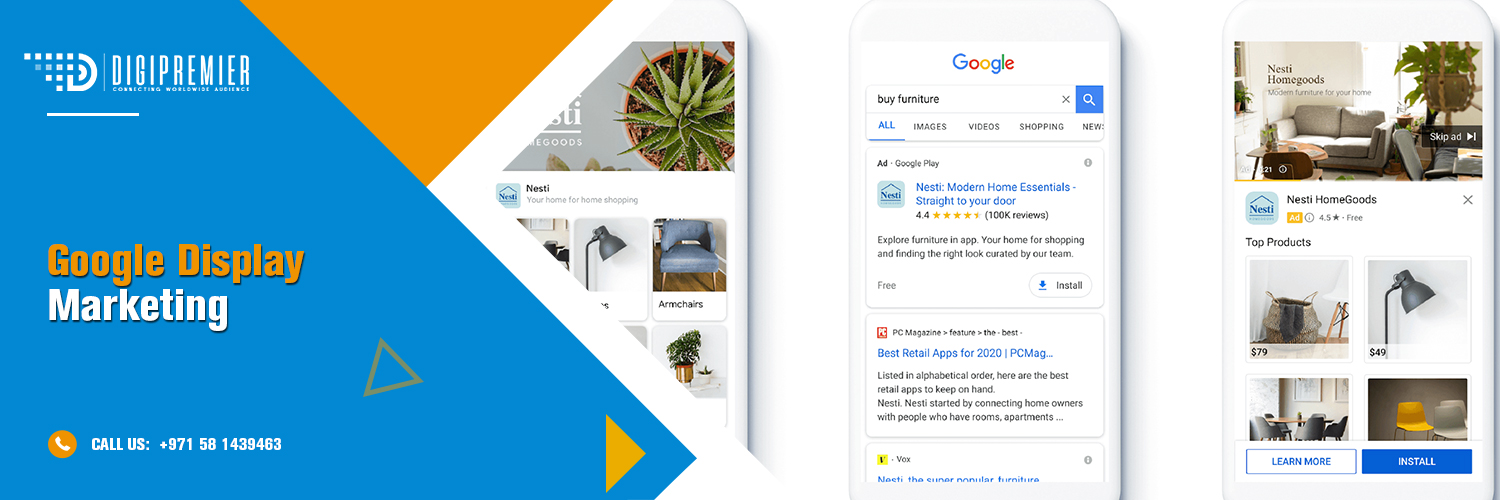 DIGIPREMIER
CONNECTING WORLDWIDE AUDIENCE
Google Display
Marketing
CALL US: +971 58 1439463
sti
MEGOODS
Nesti
Nesti
Your home for home shopping
Armchairs
Google
buy furniture
ALL IMAGES VIDEOS SHOPPING NEWS
Ad · Google Play
Nesti
Nesti: Modern Home Essentials -
Straight to your door
4.4 ★★★★★ (100K reviews)
Explore furniture in app. Your home for shopping
and finding the right look curated by our team.
Free Install
PC Magazine > feature > the - best -
Best Retail Apps for 2020 | PCMag...
Listed in alphabetical order, here are the best
retail apps to keep on hand.
Nesti. Nesti started by connecting home owners
with people who have rooms, apartments ...
V · Vox
Nesti, the super popular, furniture
Nesti
Homegoods
Modern furniture for your home
Skip ad
Nesti
Nesti HomeGoods
Ad 4.5 ★ · Free
Top Products
$79
$49
LEARN MORE INSTALL